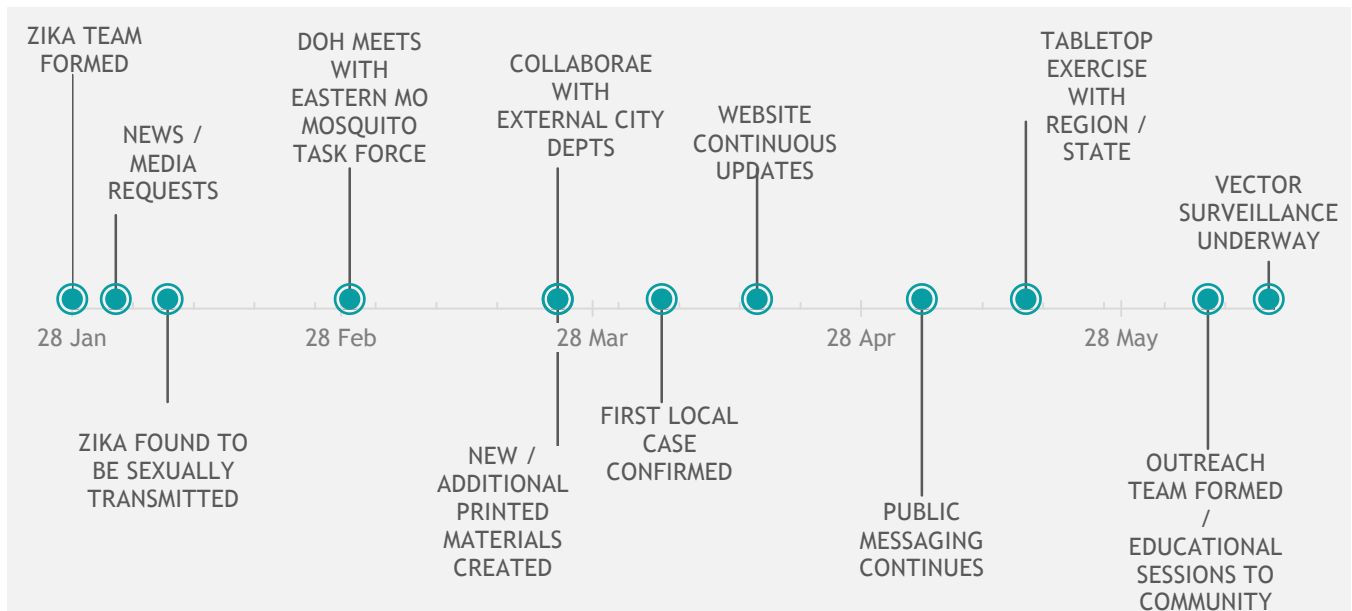 ZIKA TEAM
FORMED
NEWS /
MEDIA
REQUESTS
DOH MEETS
WITH
EASTERN MO
MOSQUITO
TASK FORCE
COLLABORAE
WITH
EXTERNAL CITY
DEPTS
WEBSITE
CONTINUOUS
UPDATES
TABLETOP
EXERCISE
WITH
REGION /
STATE
VECTOR
SURVEILLANCE
UNDERWAY
28 Jan
28 Feb
28 Mar
28 Apr
28 May
ZIKA FOUND TO
BE SEXUALLY
TRANSMITTED
NEW /
ADDITIONAL
PRINTED
MATERIALS
CREATED
FIRST LOCAL
CASE
CONFIRMED
PUBLIC
MESSAGING
CONTINUES
OUTREACH
TEAM FORMED
/
EDUCATIONAL
SESSIONS TO
COMMUNITY